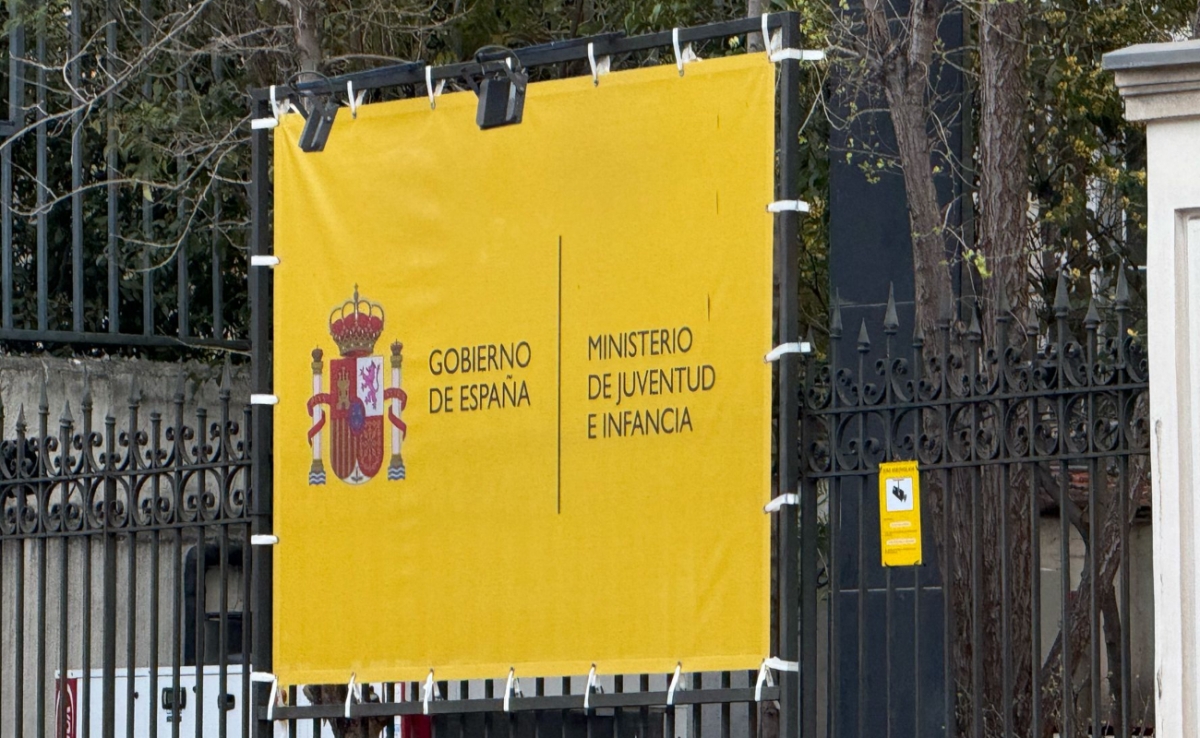 GOBIERNO
DE ESPAÑA
MINISTERIO
DE JUVENTUD
E INFANCIA